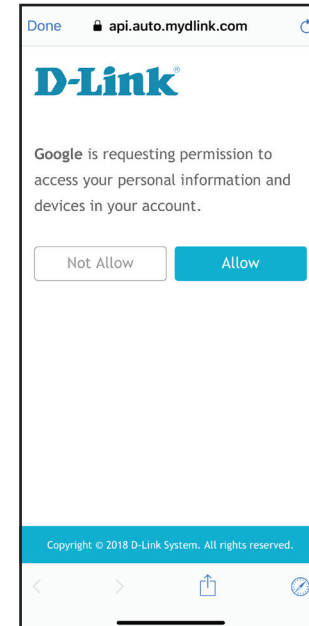 Done api.auto.mydlink.com
D-Link®
Google is requesting permission to
access your personal information and
devices in your account.
Not Allow Allow
Copyright © 2018 D-Link System. All rights reserved.